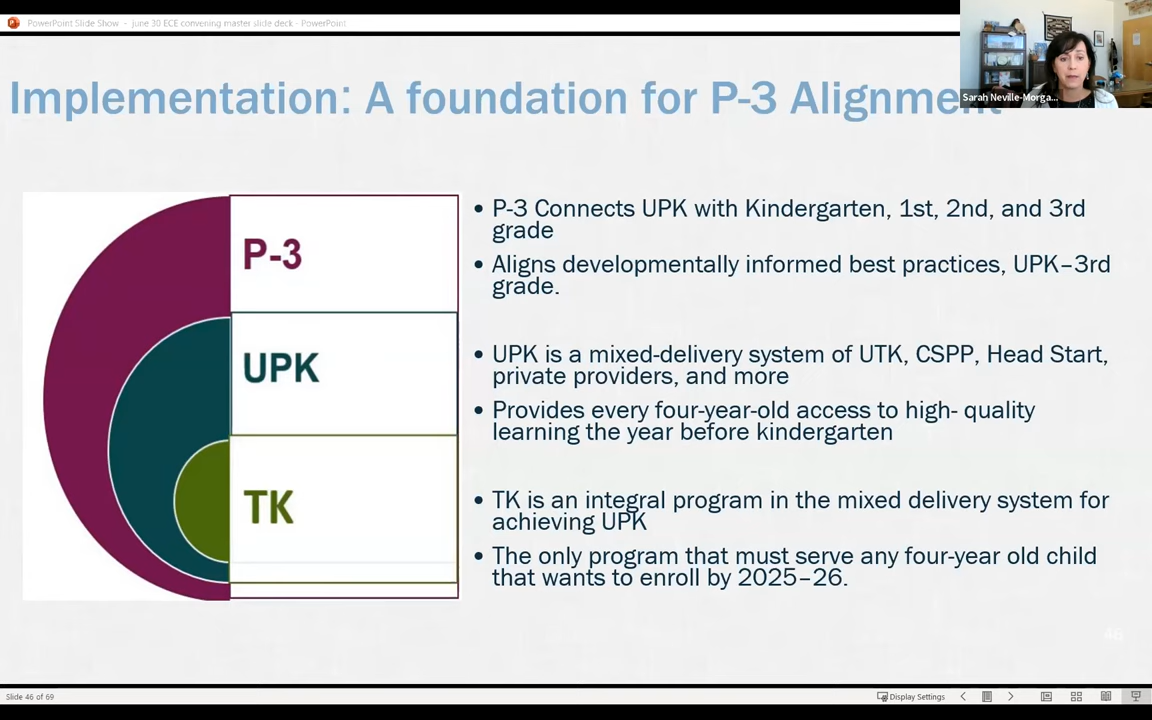 PowerPoint Slide Show - june 30 ECE convening master slide deck - PowerPoint
Sarah Neville-Morga...
Implementation: A foundation for P-3 Alignment
P-3
UPK
TK
• P-3 Connects UPK with Kindergarten, 1st, 2nd, and 3rd
grade
• Aligns developmentally informed best practices, UPK–3rd
grade.
• UPK is a mixed-delivery system of UTK, CSPP, Head Start,
private providers, and more
• Provides every four-year-old access to high- quality
learning the year before kindergarten
• TK is an integral program in the mixed delivery system for
achieving UPK
• The only program that must serve any four-year old child
that wants to enroll by 2025–26.
46
Slide 46 of 69
Display Settings